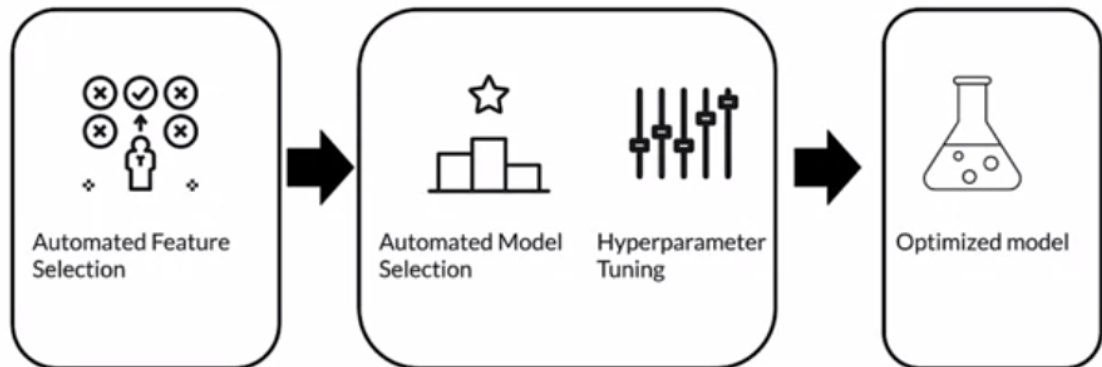 Automated Feature
Selection
Automated Model
Selection
Hyperparameter
Tuning
Optimized model